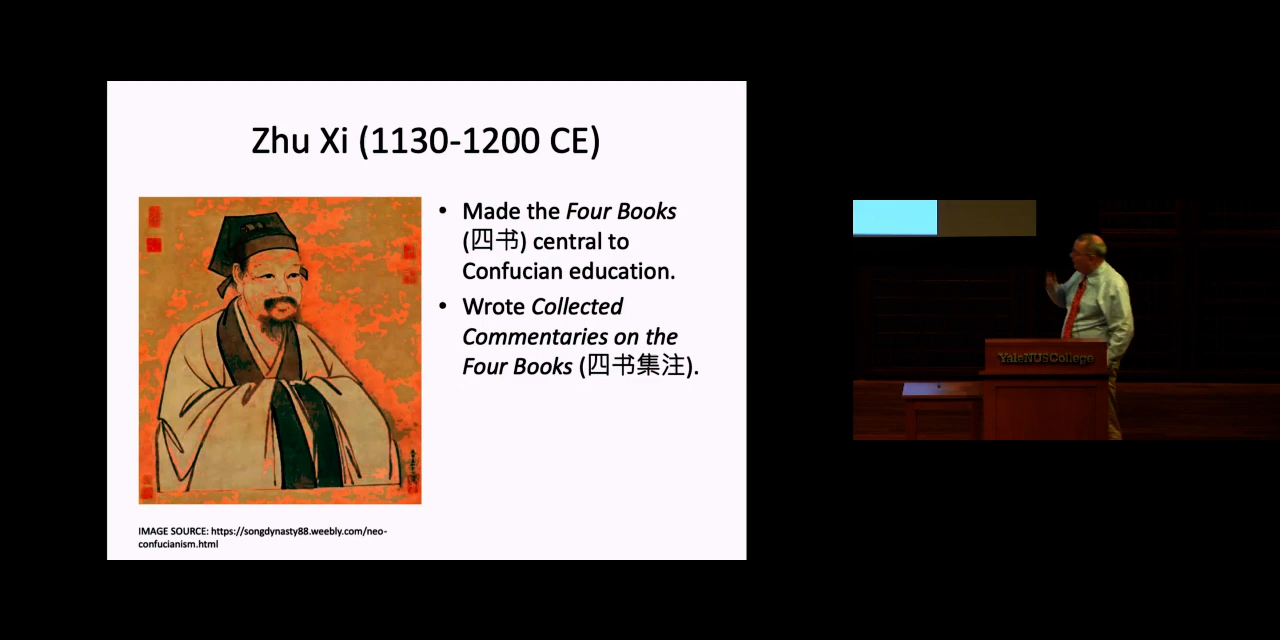 Zhu Xi (1130-1200 CE)
• Made the Four Books
(四书) central to
Confucian education.
• Wrote Collected
Commentaries on the
Four Books (四书集注).
IMAGE SOURCE: https://songdynasty88.weebly.com/neo-
confucianism.html
YaleNUSCollege